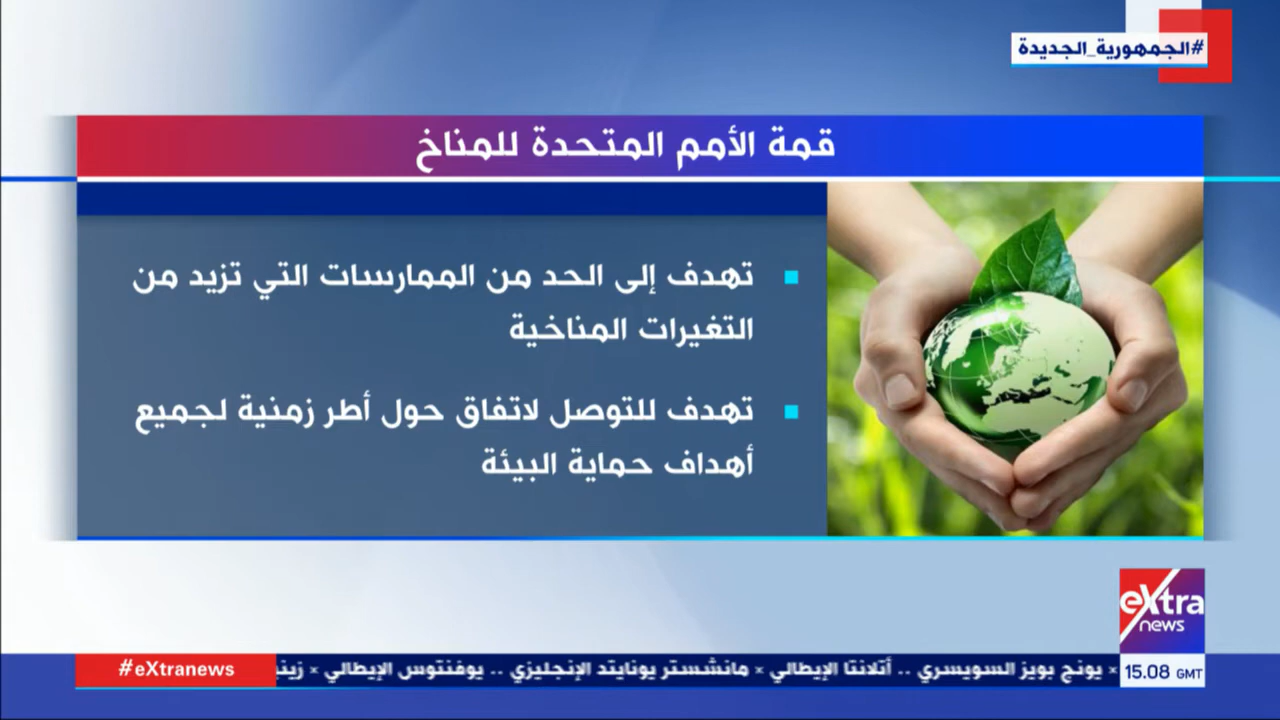 #الجمهورية_الجديدة
قمة الأمم المتحدة للمناخ
تهدف إلى الحد من الممارسات التي تزيد من
التغيرات المناخية
تهدف للتوصل لاتفاق حول أطر زمنية لجميع
أهداف حماية البيئة
eXtra
news
#eXtranews
× يونج بويز السويسري .. أتلانتا الإيطالي × مانشستر يونايتد الإنجليزي .. يوفنتوس الإيطالي ×
15.08 GMT